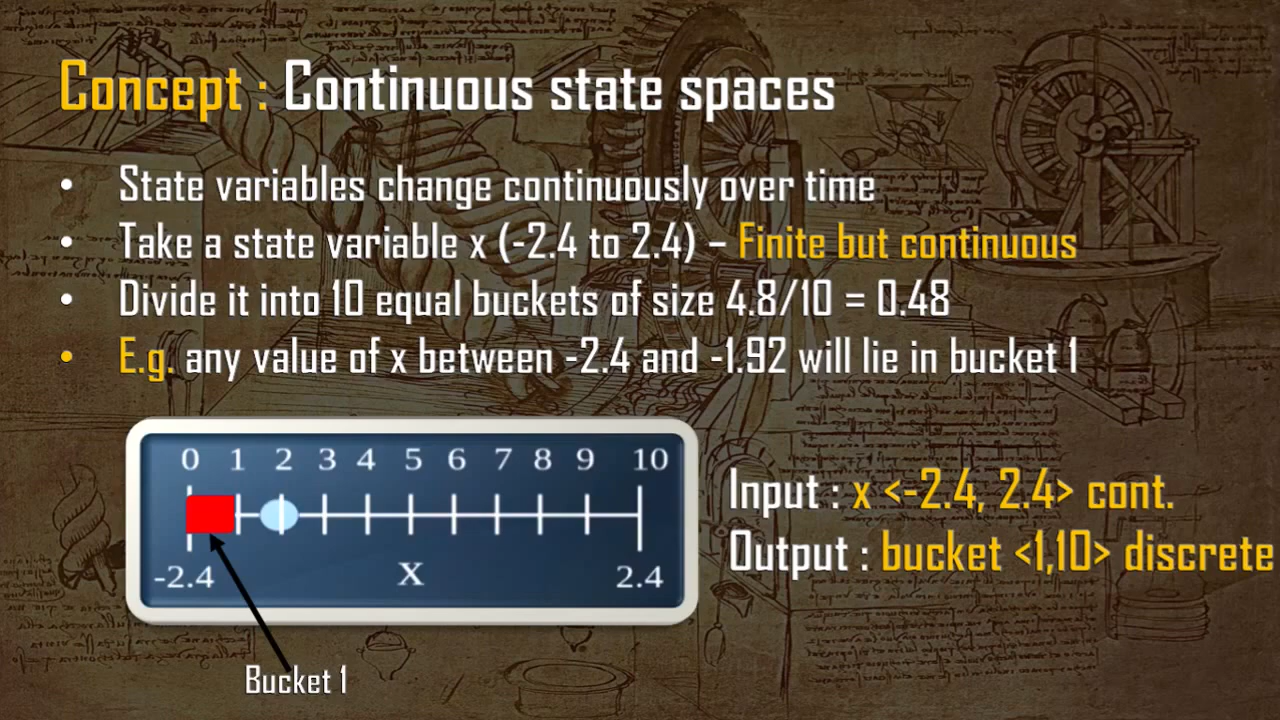 Concept : Continuous state spaces
• State variables change continuously over time
• Take a state variable x (-2.4 to 2.4) – Finite but continuous
• Divide it into 10 equal buckets of size 4.8/10 = 0.48
• E.g. any value of x between -2.4 and -1.92 will lie in bucket 1
0 1 2 3 4 5 6 7 8 9 10
-2.4 X 2.4
Bucket 1
Input : x <-2.4, 2.4> cont.
Output : bucket <1,10> discrete